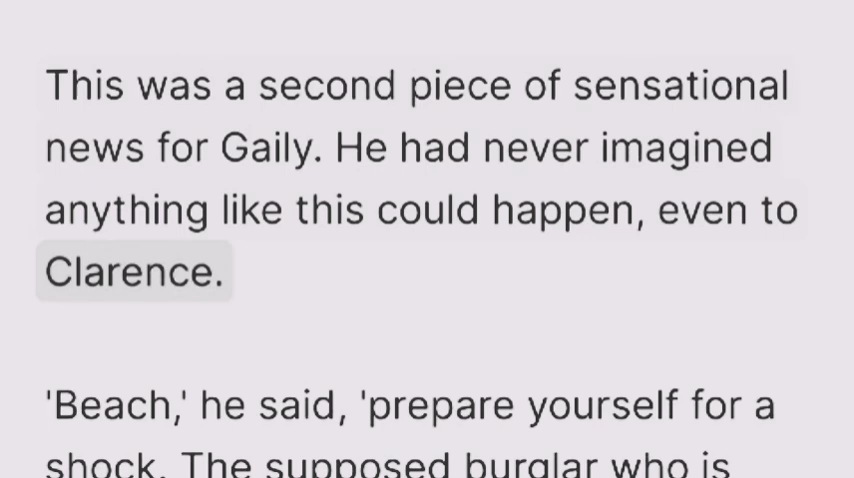 This was a second piece of sensational
news for Gaily. He had never imagined
anything like this could happen, even to
Clarence.
'Beach,' he said, 'prepare yourself for a
shock. The supposed burglar who is